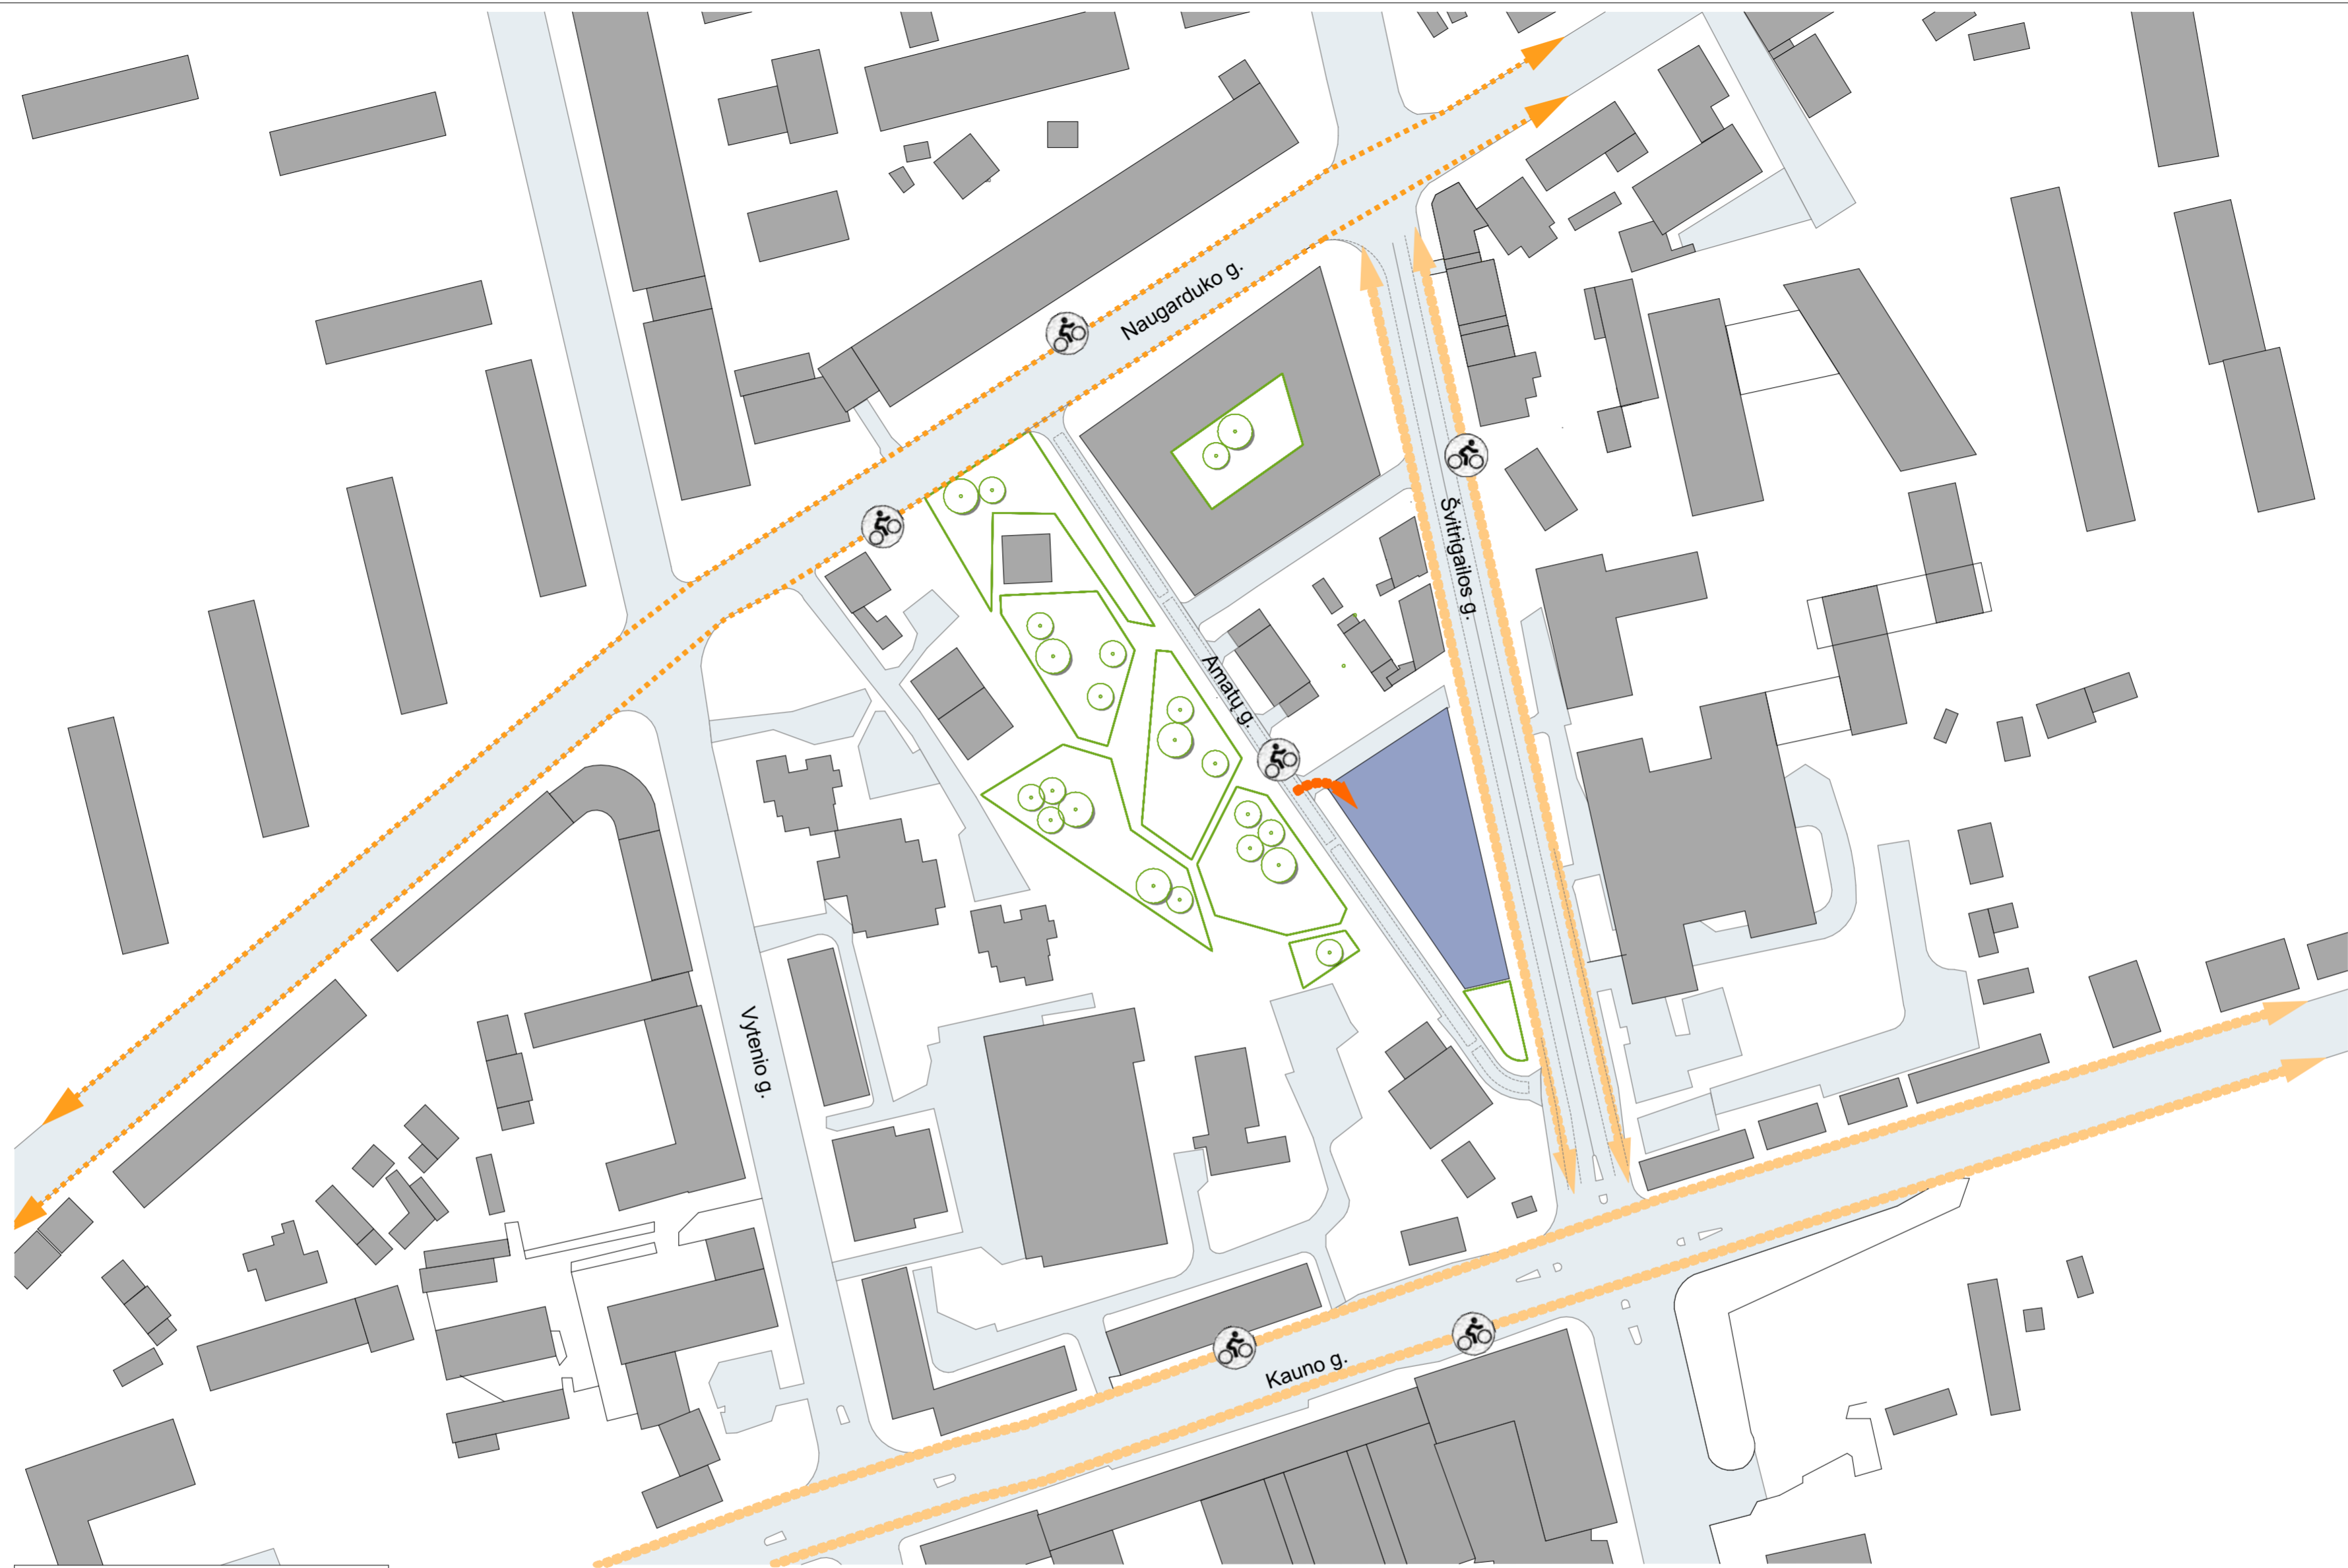 Naugarduko g.
Švitrigailos g.
Amatų g.
Vytenio g.
Kauno g.